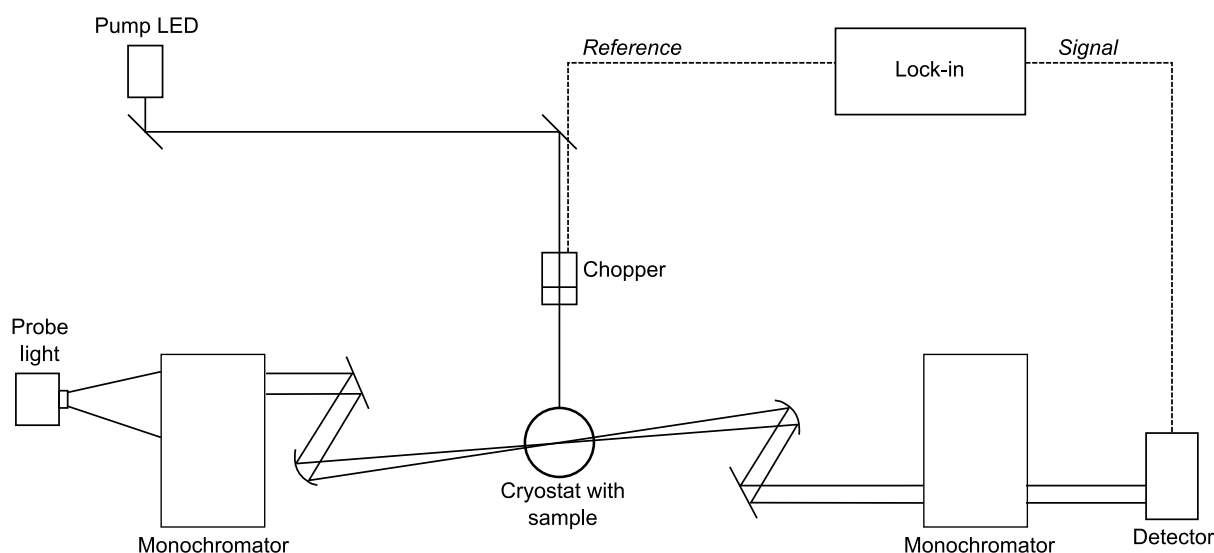 Pump LED
Reference
Lock-in
Signal
Chopper
Probe
light
Cryostat with
sample
Monochromator
Monochromator
Detector